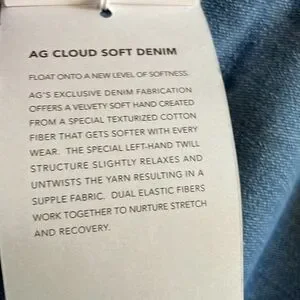 AG CLOUD SOFT DENIM
FLOAT ONTO A NEW LEVEL OF SOFTNESS.
AG'S EXCLUSIVE DENIM FABRICATION
OFFERS A VELVETY SOFT HAND CREATED
FROM A SPECIAL TEXTURIZED COTTON
FIBER THAT GETS SOFTER WITH EVERY
WEAR. THE SPECIAL LEFT-HAND TWILL
STRUCTURE SLIGHTLY RELAXES AND
UNTWISTS THE YARN RESULTING IN A
SUPPLE FABRIC. DUAL ELASTIC FIBERS
WORK TOGETHER TO NURTURE STRETCH
AND RECOVERY.